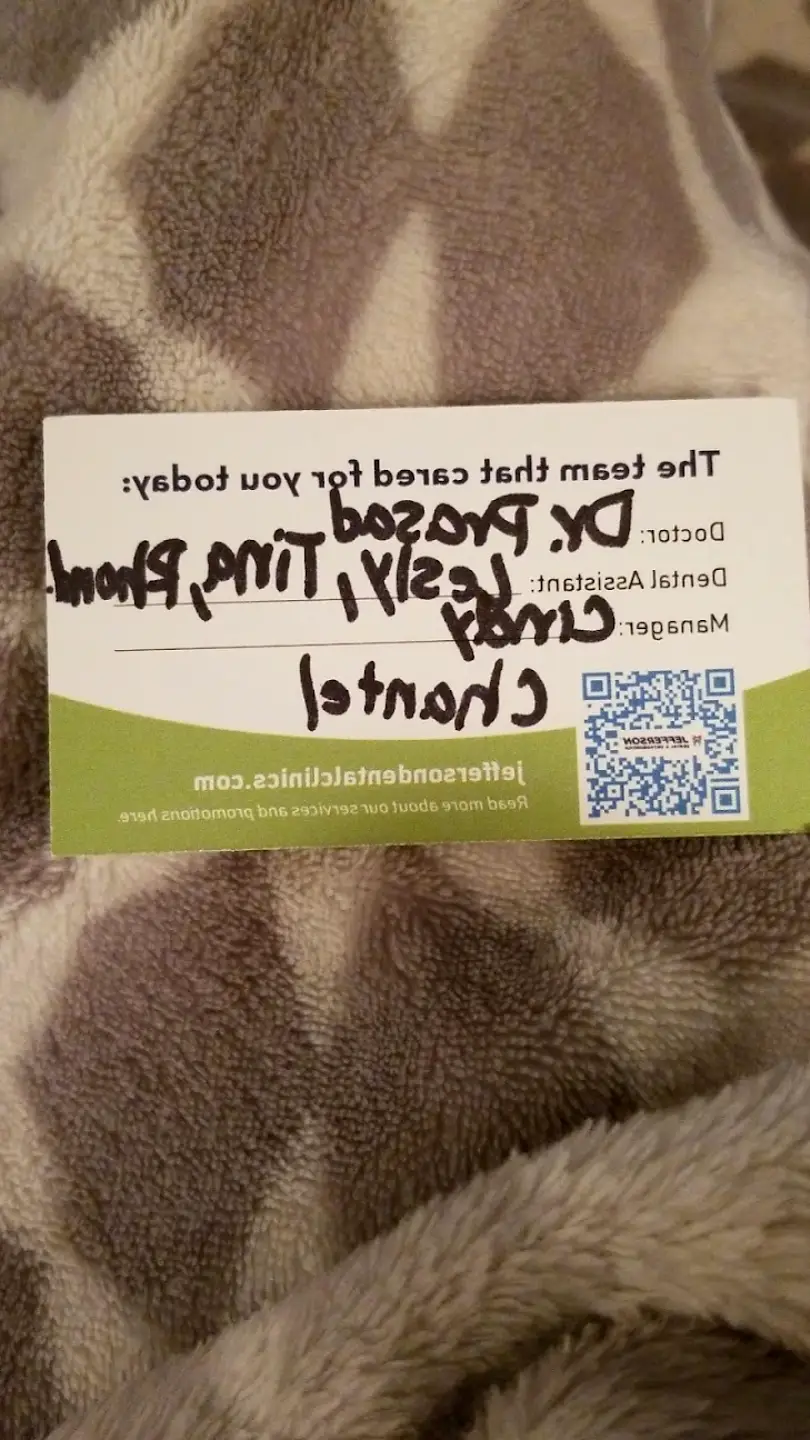 The team that cared for you today:
Doctor: Dr. Prasad
Dental Assistant: Lesly, Tina, Rhond.
Manager: Cindy
Chantel
JEFFERSON
jeffersondentalclinics.com
Read more about our services and promotions here.